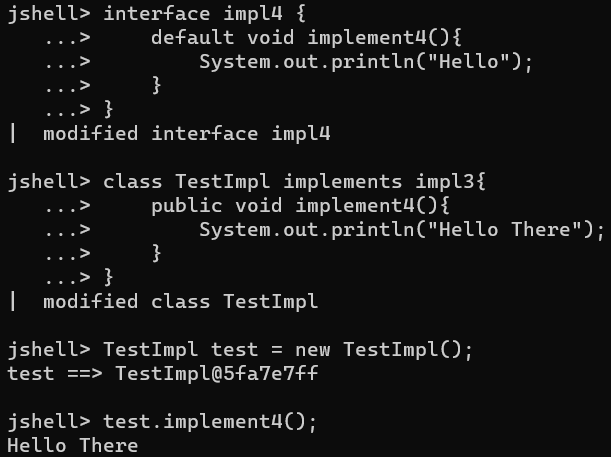 jshell> interface impl4 {
   ...>     default void implement4(){
   ...>         System.out.println("Hello");
   ...>     }
   ...> }
|  modified interface impl4

jshell> class TestImpl implements impl3{
   ...>     public void implement4(){
   ...>         System.out.println("Hello There");
   ...>     }
   ...> }
|  modified class TestImpl

jshell> TestImpl test = new TestImpl();
test ==> TestImpl@5fa7e7ff

jshell> test.implement4();
Hello There